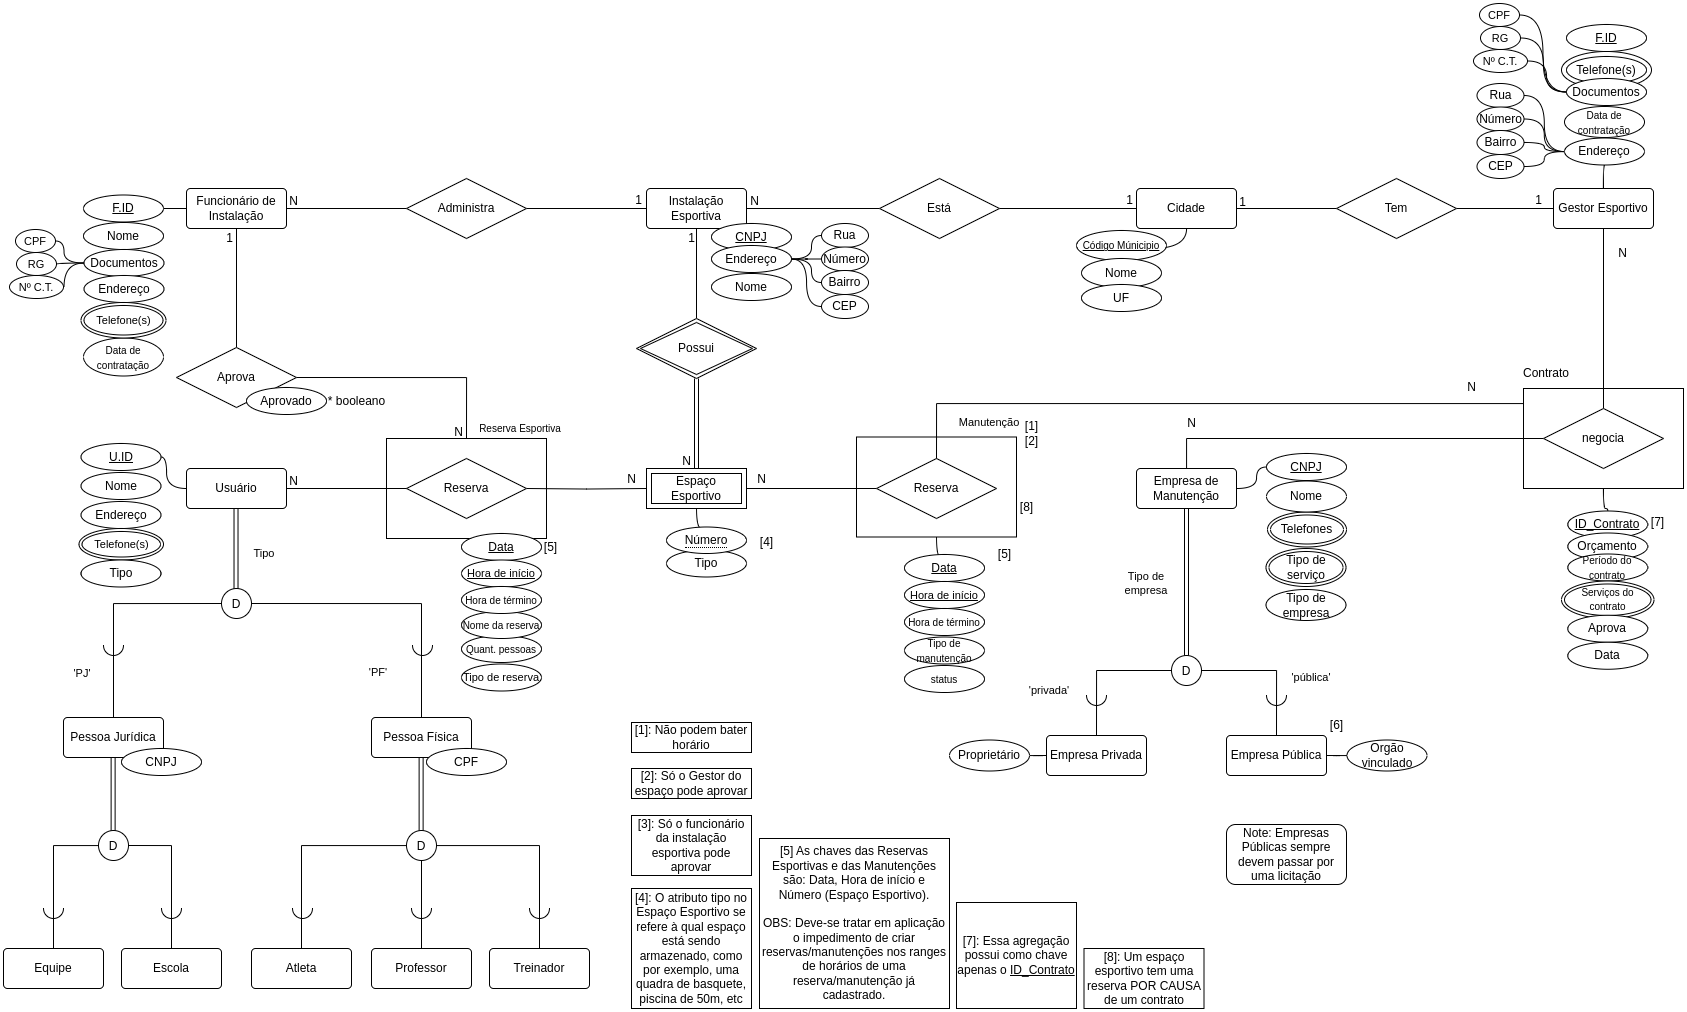 CPF
RG
Nº C.T.
F.ID
Telefone(s)
Documentos
Data de
contratação
Rua
Número
Bairro
CEP
Endereço
Funcionário de
Instalação
N
Administra
1
Instalação
Esportiva
N
Está
1
Cidade
1
Tem
1
Gestor Esportivo
F.ID
Nome
Documentos
Endereço
Telefone(s)
Data de
contratação
CPF
RG
Nº C.T.
1
1
CNPJ
Endereço
Nome
Rua
Número
Bairro
CEP
Código Múnicipio
Nome
UF
N
Possui
Aprova
Aprovado
* booleano
N
Reserva Esportiva
N
Manutenção
[1]
[2]
N
N
Contrato
negocia
U.ID
Nome
Endereço
Telefone(s)
Tipo
Usuário
N
Reserva
N
Espaço
Esportivo
N
Reserva
[8]
Empresa de
Manutenção
CNPJ
Nome
Telefones
Tipo de
serviço
Tipo de
empresa
ID_Contrato
[7]
Orçamento
Período do
contrato
Serviços do
contrato
Aprova
Data
Número
Tipo
[4]
Data
[5]
Hora de início
Hora de término
Nome da reserva
Quant. pessoas
Tipo de reserva
[5]
Data
Hora de início
Hora de término
Tipo de
manutenção
status
Tipo
D
'PJ'
'PF'
Tipo de
empresa
D
'privada'
'pública'
Pessoa Jurídica
CNPJ
Pessoa Física
CPF
Proprietário
Empresa Privada
Empresa Pública
[6]
Orgão
vinculado
D
D
Equipe
Escola
Atleta
Professor
Treinador
[1]: Não podem bater
horário
[2]: Só o Gestor do
espaço pode aprovar
[3]: Só o funcionário
da instalação
esportiva pode
aprovar
[4]: O atributo tipo no
Espaço Esportivo se
refere à qual espaço
está sendo
armazenado, como
por exemplo, uma
quadra de basquete,
piscina de 50m, etc
[5] As chaves das Reservas
Esportivas e das Manutenções
são: Data, Hora de início e
Número (Espaço Esportivo).
OBS: Deve-se tratar em aplicação
o impedimento de criar
reservas/manutenções nos ranges
de horários de uma
reserva/manutenção já
cadastrado.
[7]: Essa agregação
possui como chave
apenas o ID_Contrato
[8]: Um espaço
esportivo tem uma
reserva POR CAUSA
de um contrato
Note: Empresas
Públicas sempre
devem passar por
uma licitação